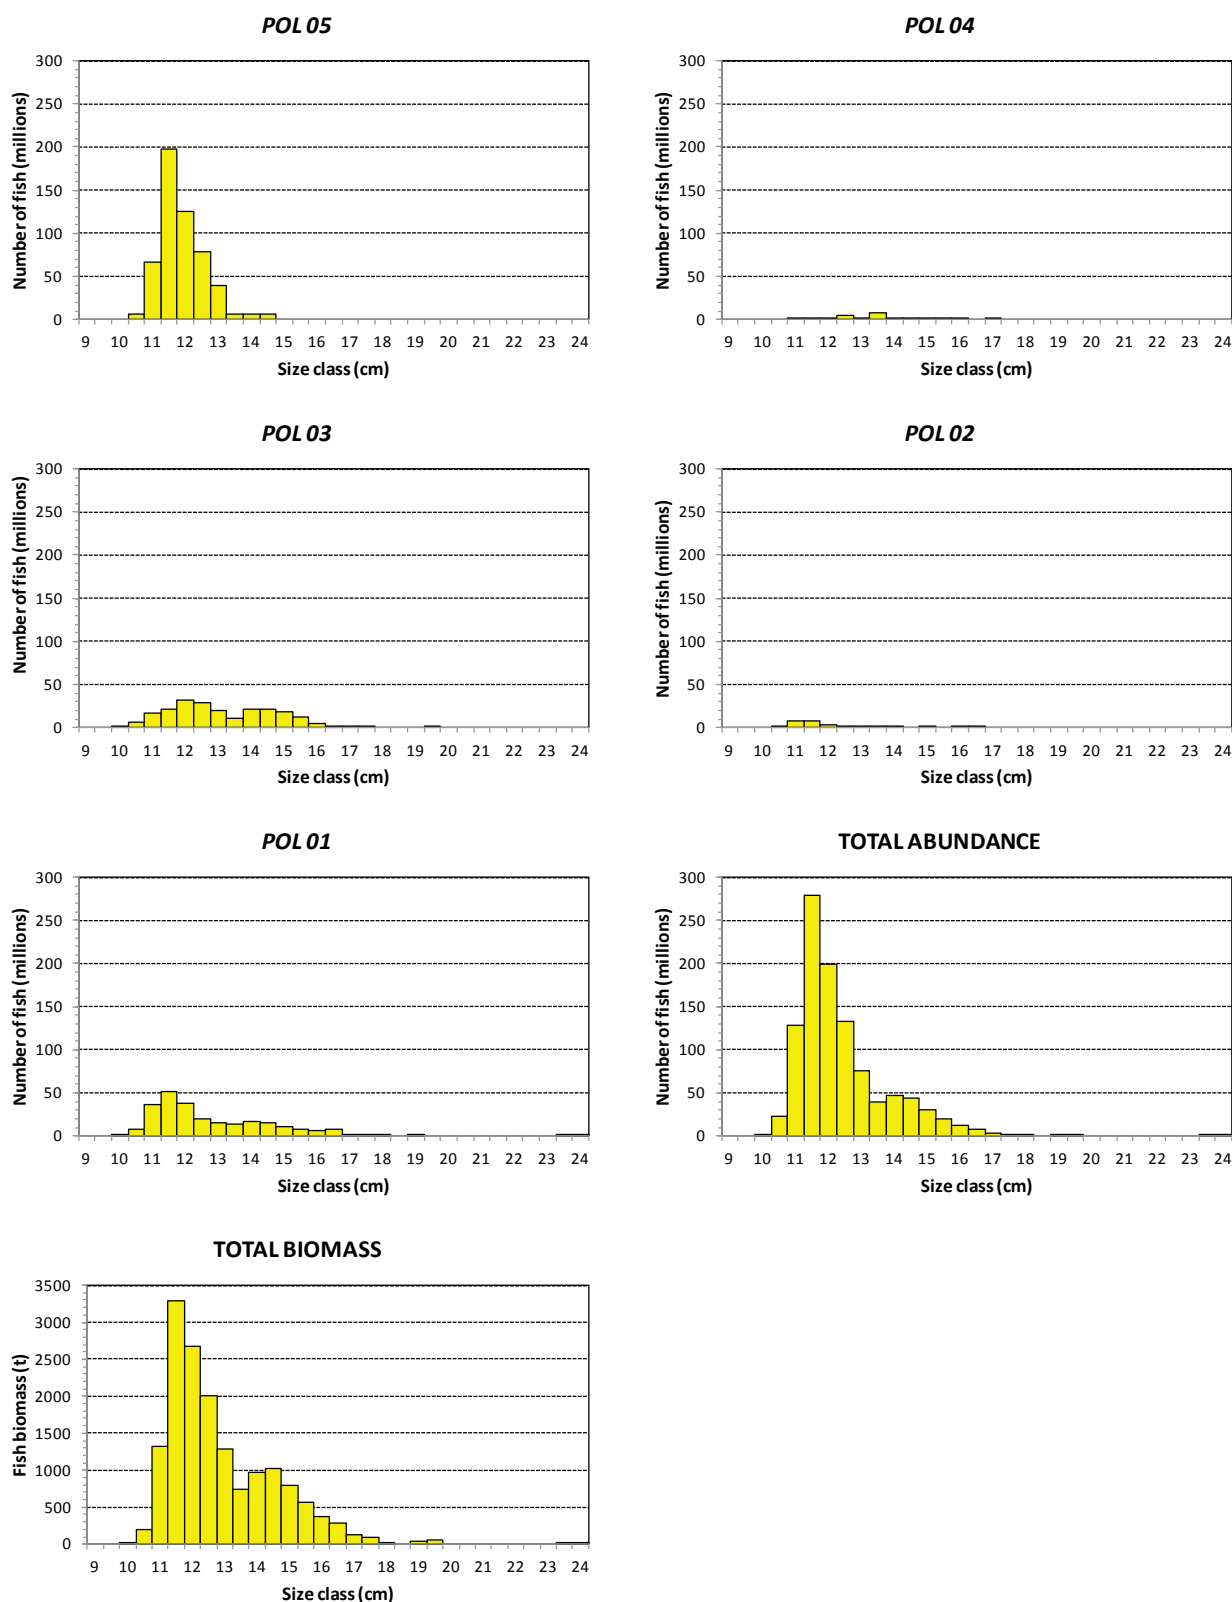 POL 05
300
250
200
150
100
50
0
Number of fish (millions)
9 10 11 12 13 14 15 16 17 18 19 20 21 22 23 24
Size class (cm)
POL 04
300
250
200
150
100
50
0
Number of fish (millions)
9 10 11 12 13 14 15 16 17 18 19 20 21 22 23 24
Size class (cm)
POL 03
300
250
200
150
100
50
0
Number of fish (millions)
9 10 11 12 13 14 15 16 17 18 19 20 21 22 23 24
Size class (cm)
POL 02
300
250
200
150
100
50
0
Number of fish (millions)
9 10 11 12 13 14 15 16 17 18 19 20 21 22 23 24
Size class (cm)
POL 01
300
250
200
150
100
50
0
Number of fish (millions)
9 10 11 12 13 14 15 16 17 18 19 20 21 22 23 24
Size class (cm)
TOTAL ABUNDANCE
300
250
200
150
100
50
0
Number of fish (millions)
9 10 11 12 13 14 15 16 17 18 19 20 21 22 23 24
Size class (cm)
TOTAL BIOMASS
3500
3000
2500
2000
1500
1000
500
0
Fish biomass (t)
9 10 11 12 13 14 15 16 17 18 19 20 21 22 23 24
Size class (cm)